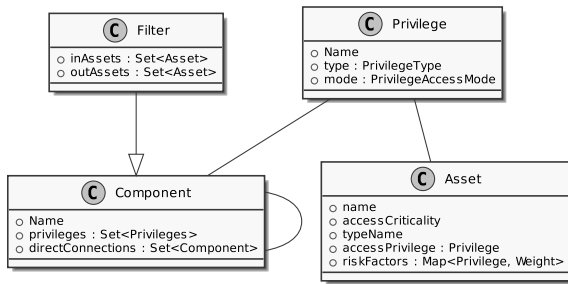 C Filter
inAssets : Set<Asset>
outAssets : Set<Asset>
C Privilege
Name
type : PrivilegeType
mode : PrivilegeAccessMode
C Component
Name
privileges : Set<Privileges>
directConnections : Set<Component>
C Asset
name
accessCriticality
typeName
accessPrivilege : Privilege
riskFactors : Map<Privilege, Weight>